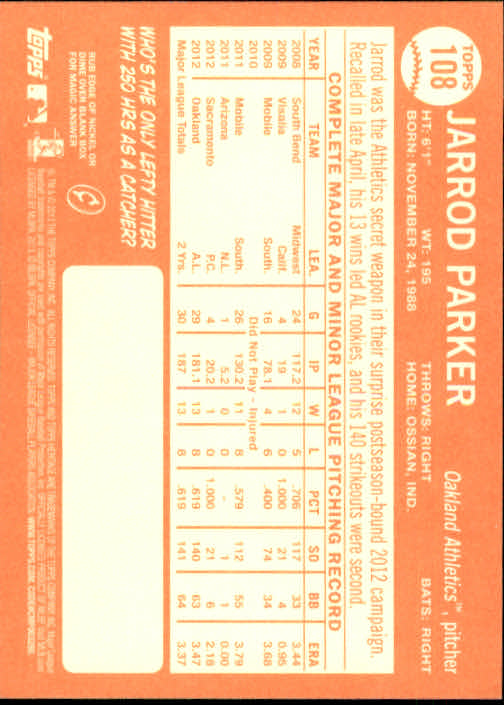 TOPPS
108
JARROD PARKER
Oakland Athletics™, pitcher
HT: 6'1" WT: 195 THROWS: RIGHT BATS: RIGHT
BORN: NOVEMBER 24, 1988 HOME: OSSIAN, IND.
Jarrod was the Athletics secret weapon in their surprise postseason-bound 2012 campaign.
Recalled in late April, his 13 wins led AL rookies, and his 140 strikeouts were second.
COMPLETE MAJOR AND MINOR LEAGUE PITCHING RECORD
YEAR TEAM LEA. G IP W L PCT SO BB ERA
2008 South Bend Midwest 24 117.2 12 5 .706 117 33 3.44
2009 Visalia Calif. 4 19 1 0 1.000 21 4 0.95
2009 Mobile South. 16 78.1 4 6 .400 74 34 3.68
2010 Did Not Play - Injured
2011 Mobile South. 26 130.2 11 8 .579 112 55 3.79
2011 Arizona N.L. 1 5.2 0 0 - 1 1 0.00
2012 Sacramento P.C. 4 20.2 1 0 1.000 21 6 2.18
2012 Oakland A.L. 29 181.1 13 8 .619 140 63 3.47
Major League Totals 2 Yrs. 30 187 13 8 .619 141 64 3.37
WHO'S THE ONLY LEFTY HITTER
WITH 250 HRS AS A CATCHER?
RUB EDGE OF NICKEL OR
DIME OVER BLANK BOX
FOR MAGIC ANSWER
topps